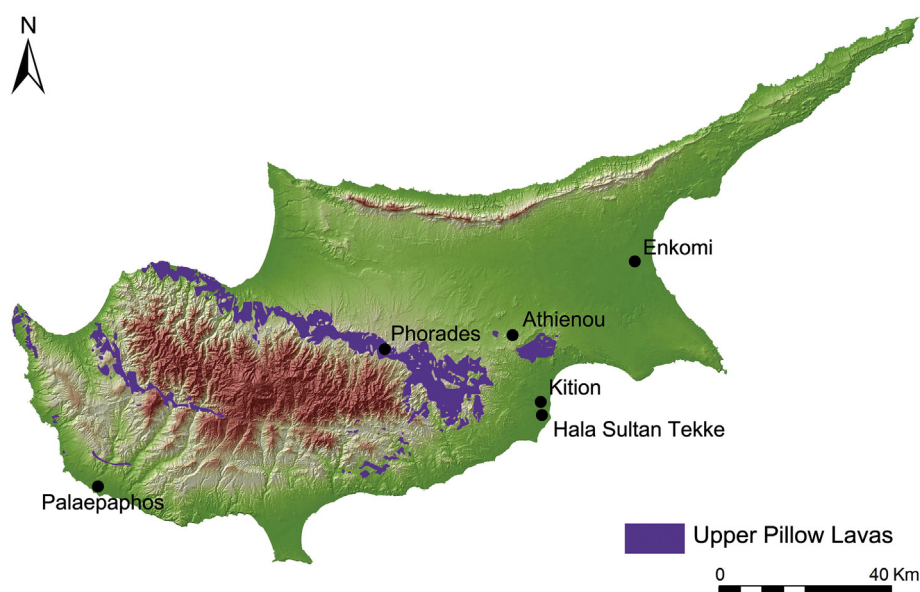 N
Enkomi
Athienou
Phorades
Kition
Hala Sultan Tekke
Palaepaphos
Upper Pillow Lavas
0 40 Km